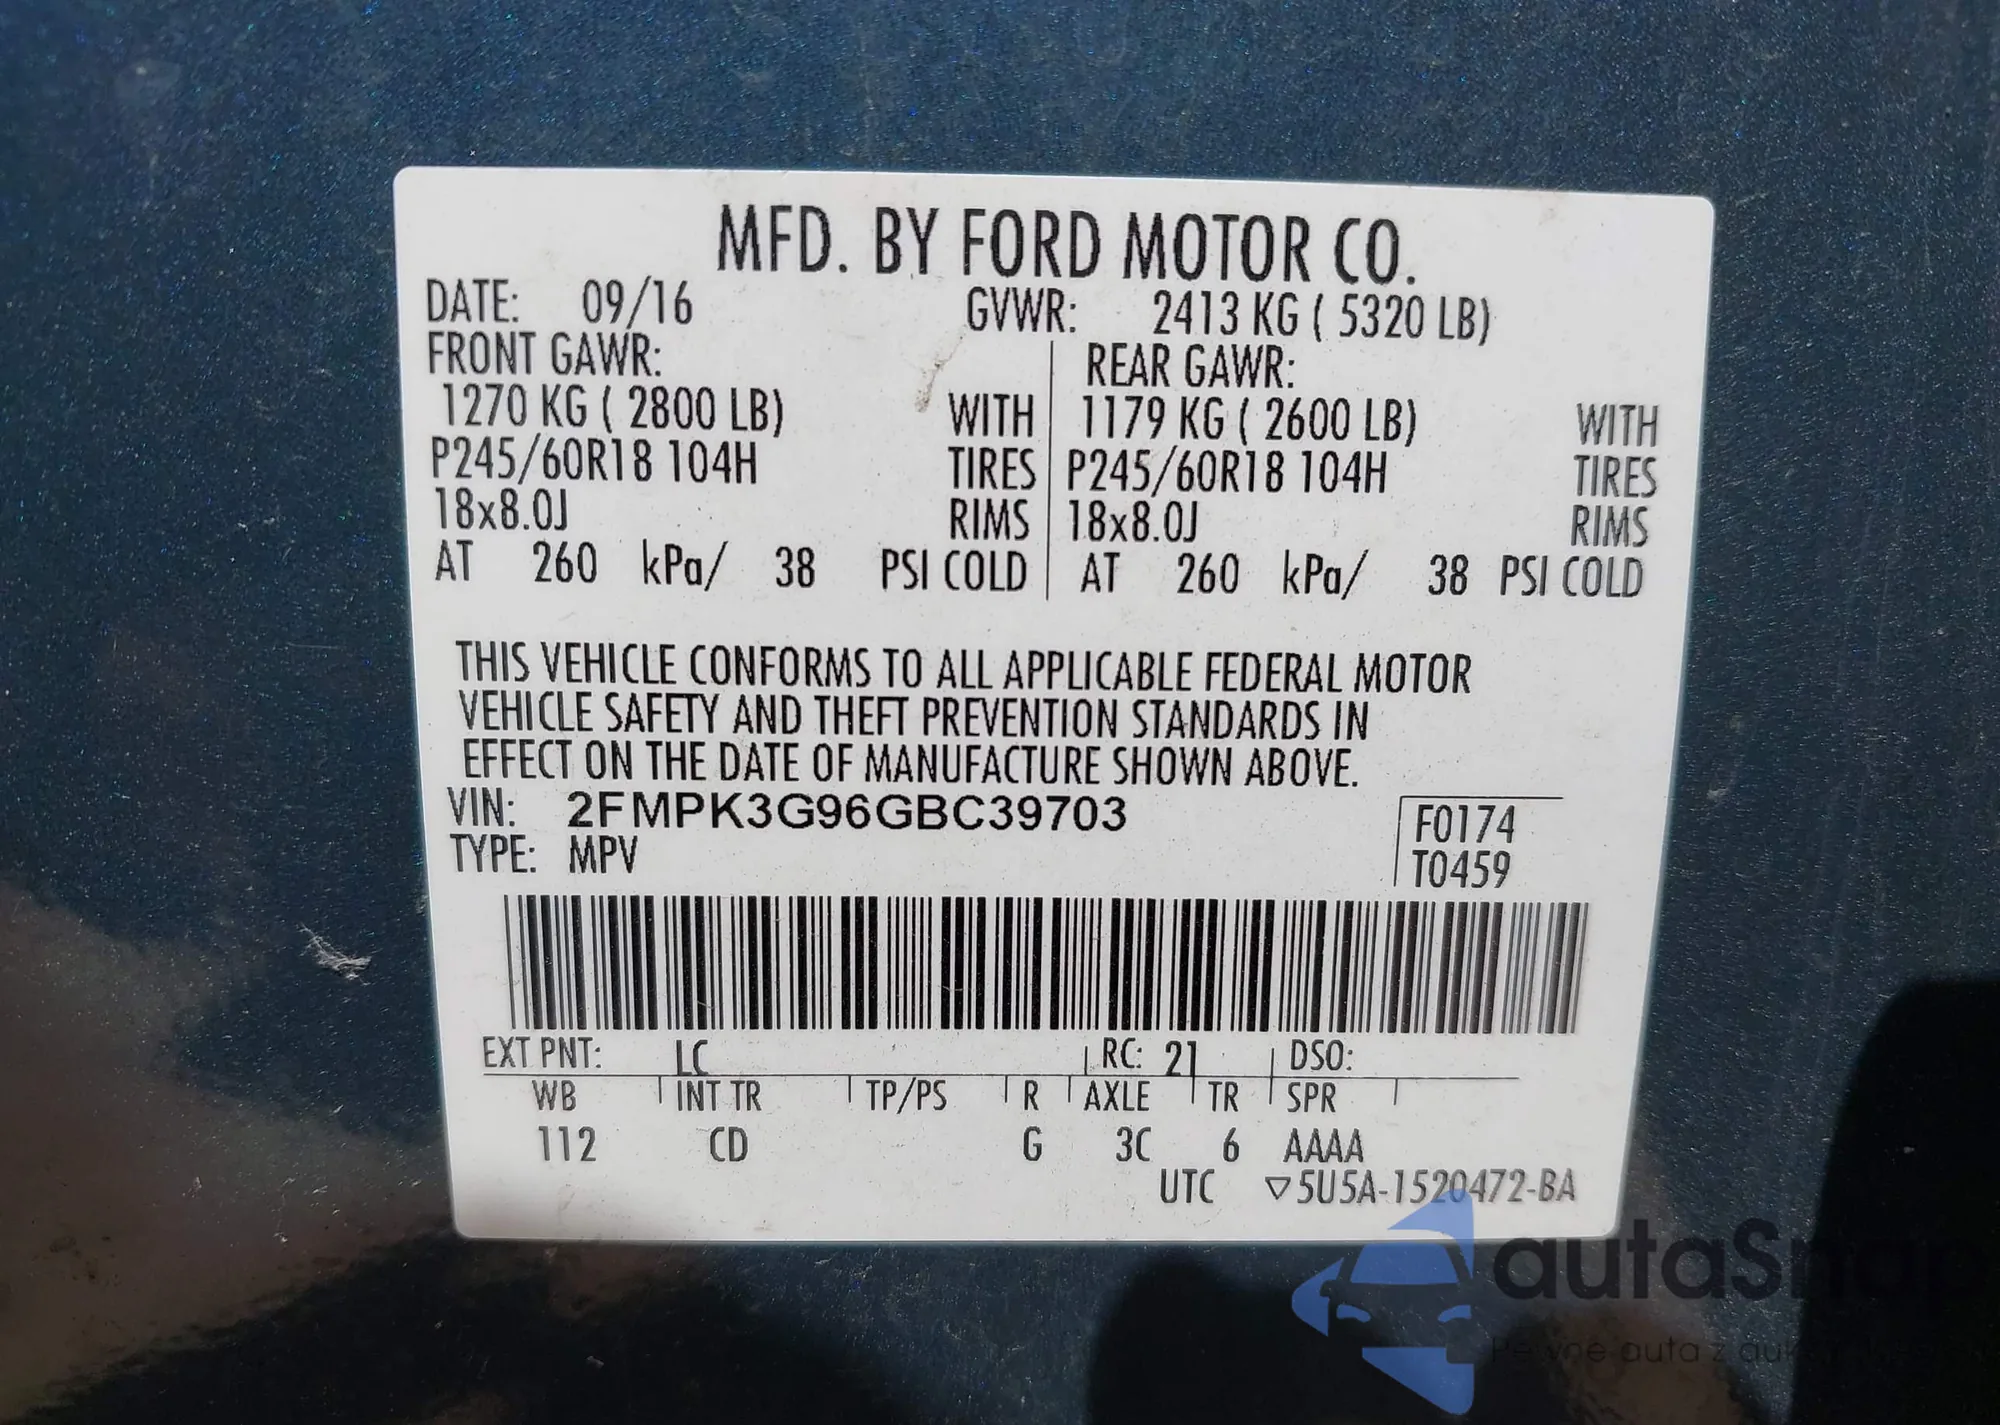 MFD. BY FORD MOTOR CO.
DATE: 09/16 GVWR: 2413 KG ( 5320 LB)
FRONT GAWR: REAR GAWR:
1270 KG ( 2800 LB) WITH 1179 KG ( 2600 LB) WITH
P245/60R18 104H TIRES P245/60R18 104H TIRES
18x8.0J RIMS 18x8.0J RIMS
AT 260 kPa/ 38 PSI COLD AT 260 kPa/ 38 PSI COLD
THIS VEHICLE CONFORMS TO ALL APPLICABLE FEDERAL MOTOR
VEHICLE SAFETY AND THEFT PREVENTION STANDARDS IN
EFFECT ON THE DATE OF MANUFACTURE SHOWN ABOVE.
VIN: 2FMPK3G96GBC39703 F0174
TYPE: MPV T0459
EXT PNT: LC RC: 21 DSO:
WB INT TR TP/PS R AXLE TR SPR
112 CD G 3C 6 AAAA
UTC ▽5U5A-1520472-BA
autaSnap
Pewne auta z